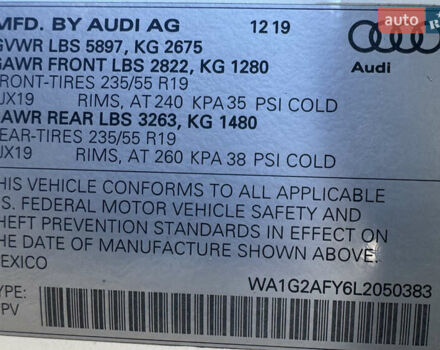 MFD. BY AUDI AG 12 19
GVWR LBS 5897, KG 2675
GAWR FRONT LBS 2822, KG 1280
FRONT-TIRES 235/55 R19
JX19 RIMS, AT 240 KPA 35 PSI COLD
GAWR REAR LBS 3263, KG 1480
REAR-TIRES 235/55 R19
JX19 RIMS, AT 260 KPA 38 PSI COLD
THIS VEHICLE CONFORMS TO ALL APPLICABLE
U.S. FEDERAL MOTOR VEHICLE SAFETY AND
THEFT PREVENTION STANDARDS IN EFFECT ON
THE DATE OF MANUFACTURE SHOWN ABOVE.
MEXICO
WA1G2AFY6L2050383
TYPE:
MPV
Audi
auto